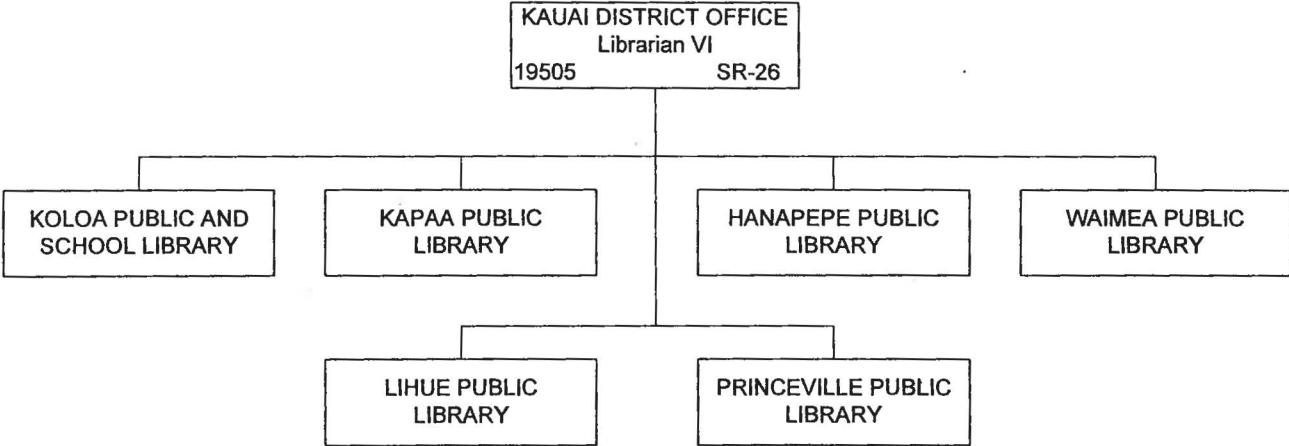 KAUAI DISTRICT OFFICE
Librarian VI
19505 SR-26
KOLOA PUBLIC AND
SCHOOL LIBRARY
KAPAA PUBLIC
LIBRARY
HANAPEPE PUBLIC
LIBRARY
WAIMEA PUBLIC
LIBRARY
LIHUE PUBLIC
LIBRARY
PRINCEVILLE PUBLIC
LIBRARY